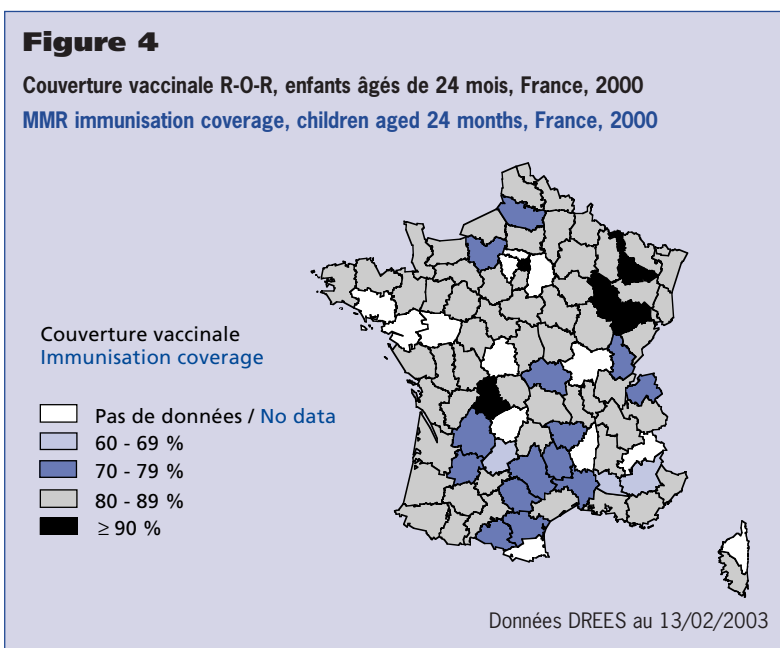 Figure 4
Couverture vaccinale R-O-R, enfants âgés de 24 mois, France, 2000
MMR immunisation coverage, children aged 24 months, France, 2000
Couverture vaccinale
Immunisation coverage
Pas de données / No data
60 - 69 %
70 - 79 %
80 - 89 %
≥ 90 %
Données DREES au 13/02/2003